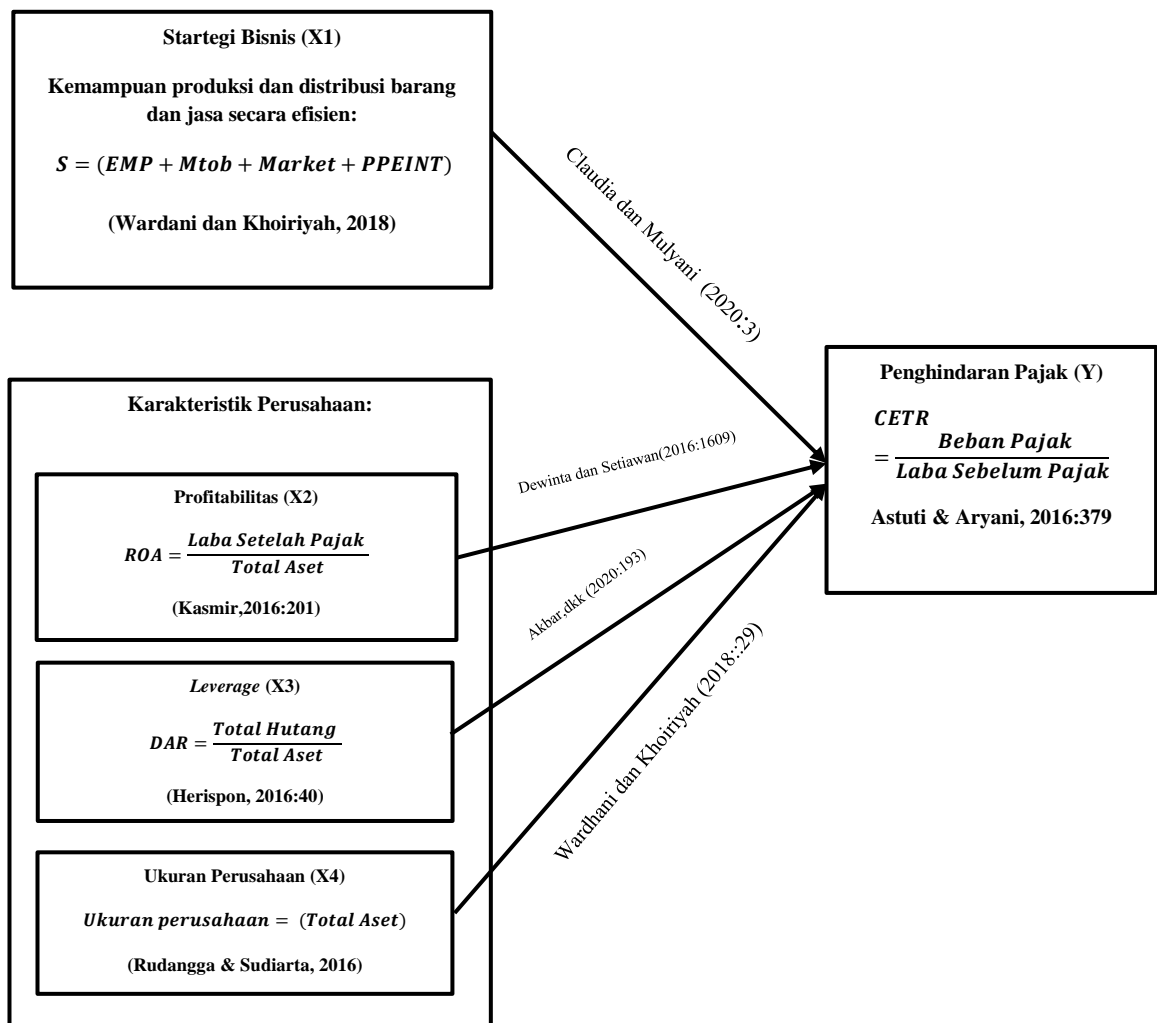 Startegi Bisnis (X1)
Kemampuan produksi dan distribusi barang
dan jasa secara efisien:
S = (EMP + Mtob + Market + PPEINT)
(Wardani dan Khoiriyah, 2018)
Claudia dan Mulyani (2020:3)
Karakteristik Perusahaan:
Profitabilitas (X2)
ROA = Laba Setelah Pajak
Total Aset
(Kasmir,2016:201)
Dewinta dan Setiawan(2016:1609)
Leverage (X3)
DAR = Total Hutang
Total Aset
(Herispon, 2016:40)
Akbar,dkk (2020:193)
Ukuran Perusahaan (X4)
Ukuran perusahaan = (Total Aset)
(Rudangga & Sudiarta, 2016)
Wardhani dan Khoiriyah (2018::29)
Penghindaran Pajak (Y)
CETR
= Beban Pajak
Laba Sebelum Pajak
Astuti & Aryani, 2016:379